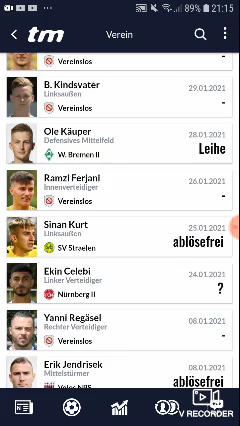 89% 21:15
tm Verein
Vereinslos -
B. Kindsvater 29.01.2021
Linksaußen
Vereinslos -
Ole Käuper 28.01.2021
Defensives Mittelfeld Leihe
W. Bremen II
Ramzi Ferjani 26.01.2021
Innenverteidiger
Vereinslos -
Sinan Kurt 25.01.2021
Linksaußen ablösefrei
SV Straelen
Ekin Celebi 24.01.2021
Linker Verteidiger ?
Nürnberg II
Yanni Regäsel 08.01.2021
Rechter Verteidiger
Vereinslos -
Erik Jendrisek 08.01.2021
Mittelstürmer ablösefrei
Volos NPS
V RECORDER